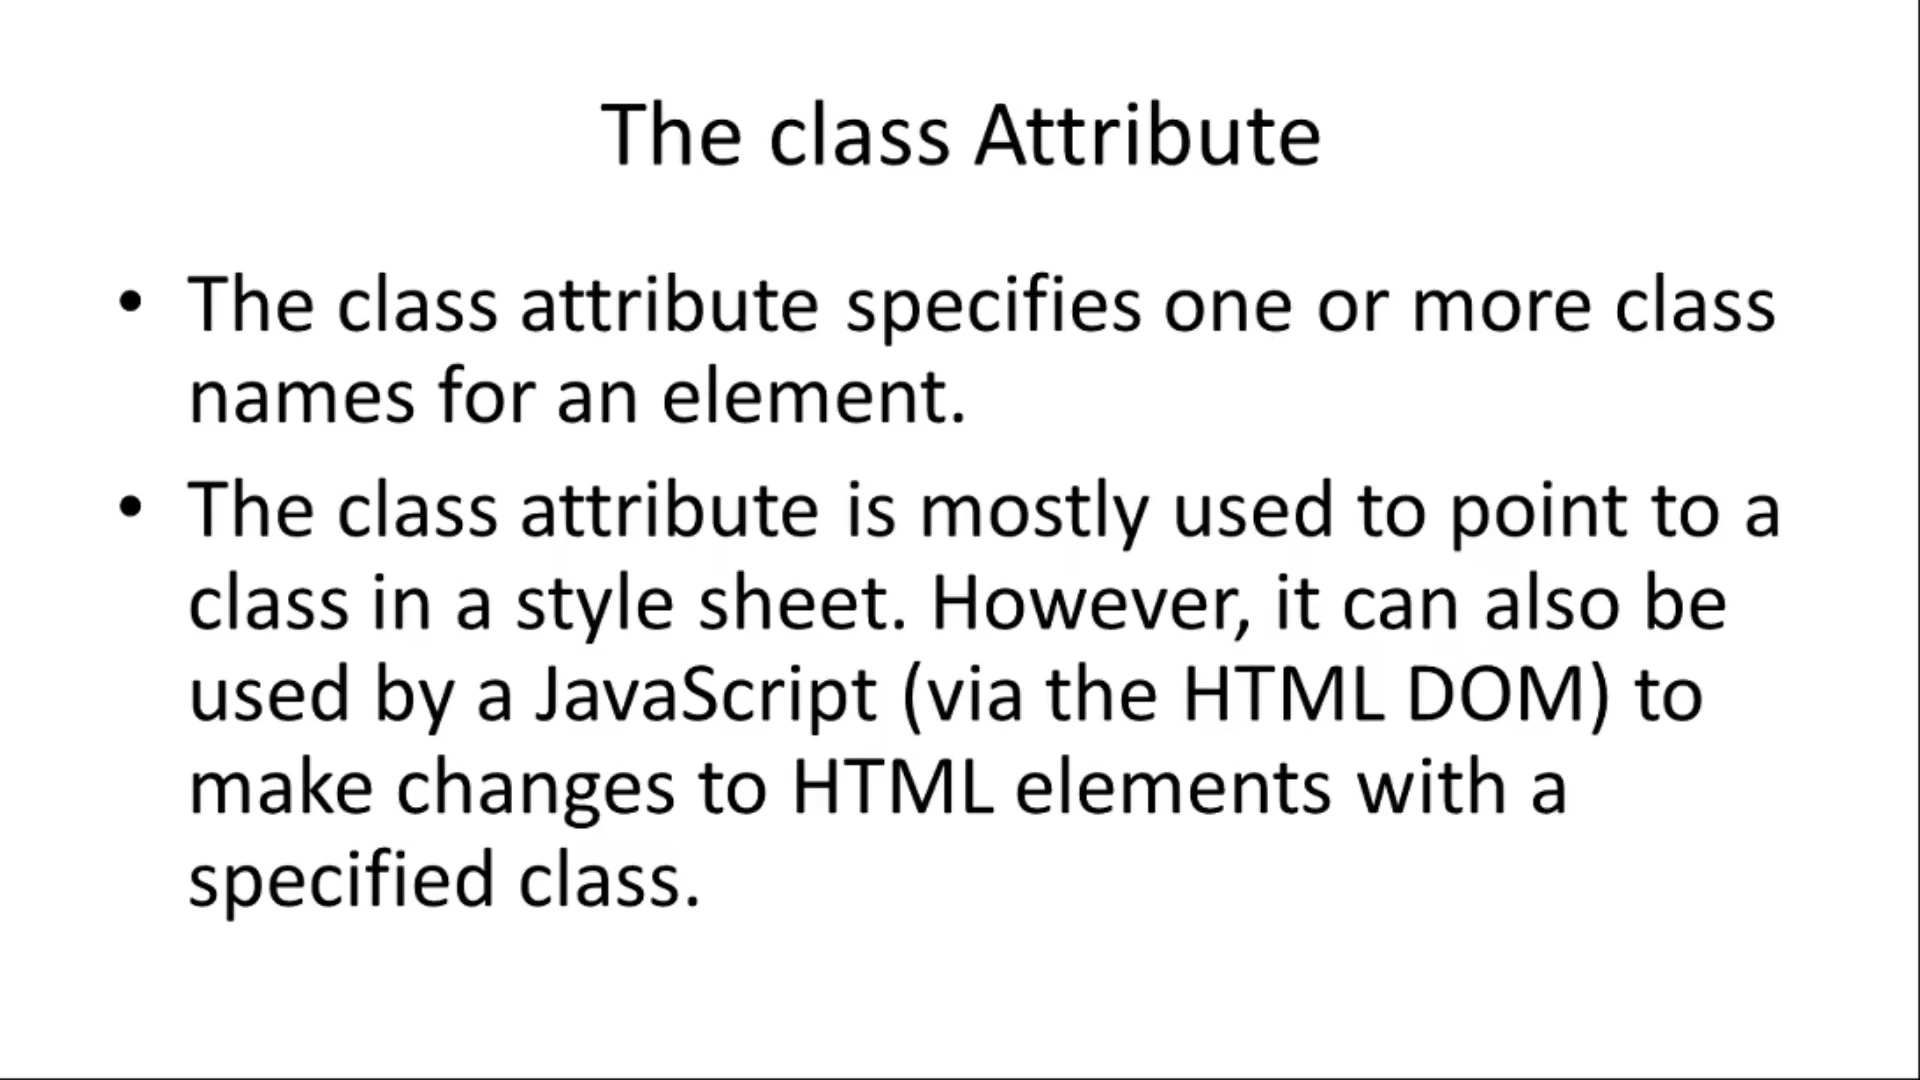 The class Attribute
• The class attribute specifies one or more class
names for an element.
• The class attribute is mostly used to point to a
class in a style sheet. However, it can also be
used by a JavaScript (via the HTML DOM) to
make changes to HTML elements with a
specified class.